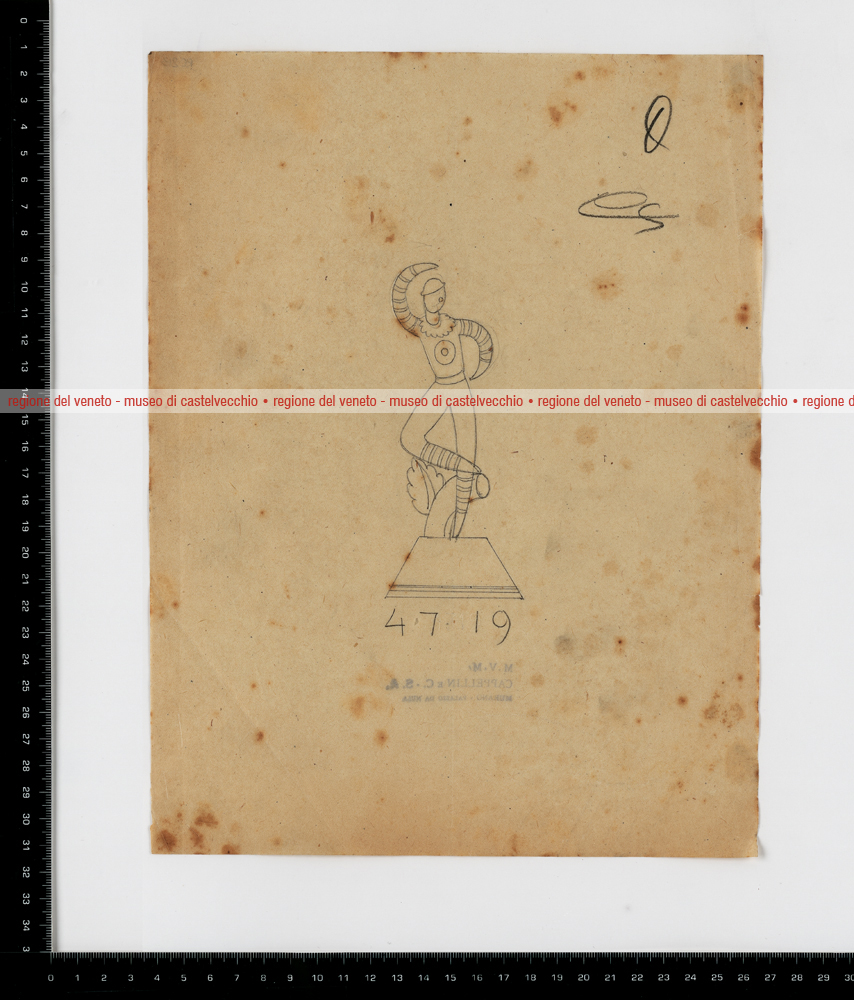 regione del veneto - museo di castelvecchio • regione del veneto - museo di castelvecchio • regione del veneto - museo di castelvecchio • regione d
4.7.19
M.V.M.
CAPPELLIN & C. - S. A.
0 1 2 3 4 5 6 7 8 9 10 11 12 13 14 15 16 17 18 19 20 21 22 23 24 25 26 27 28 29 30 31 32 33 34 3
0 1 2 3 4 5 6 7 8 9 10 11 12 13 14 15 16 17 18 19 20 21 22 23 24 25 26 27 28 29 30